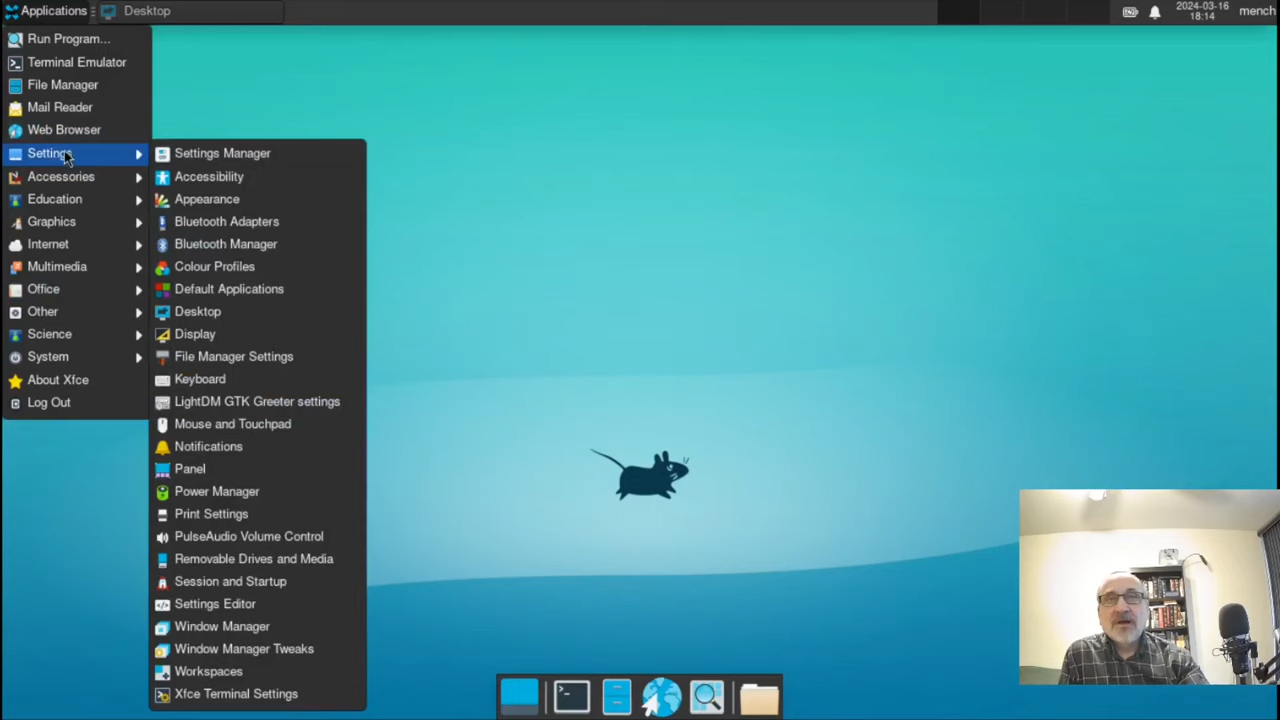 Applications
Desktop
2024-03-16
18:14
mench
Run Program...
Terminal Emulator
File Manager
Mail Reader
Web Browser
Settings
Accessories
Education
Graphics
Internet
Multimedia
Office
Other
Science
System
About Xfce
Log Out
Settings Manager
Accessibility
Appearance
Bluetooth Adapters
Bluetooth Manager
Colour Profiles
Default Applications
Desktop
Display
File Manager Settings
Keyboard
LightDM GTK Greeter settings
Mouse and Touchpad
Notifications
Panel
Power Manager
Print Settings
PulseAudio Volume Control
Removable Drives and Media
Session and Startup
Settings Editor
Window Manager
Window Manager Tweaks
Workspaces
Xfce Terminal Settings